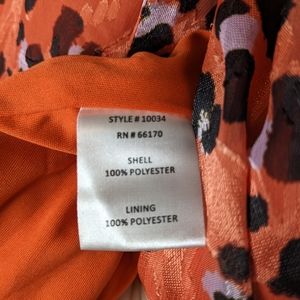 STYLE # 10034
RN # 66170
SHELL
100% POLYESTER
LINING
100% POLYESTER